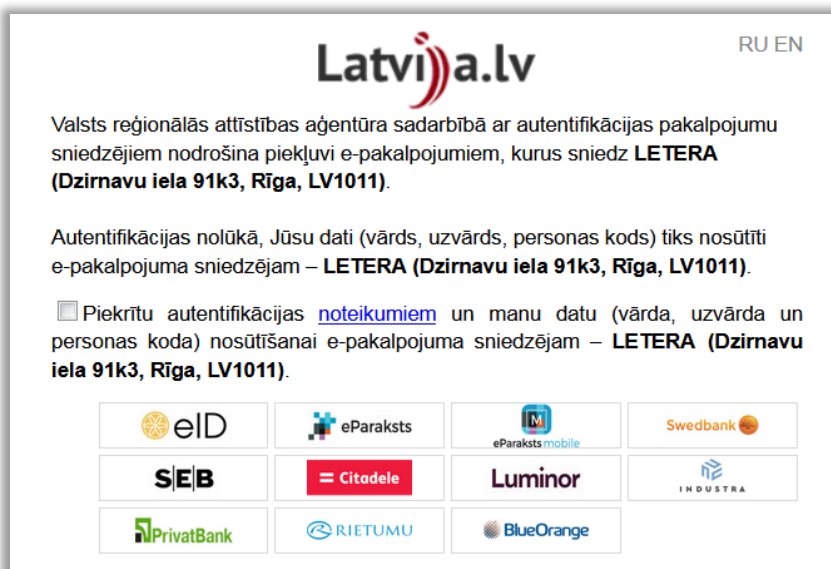 Latvija.lv
RU EN
Valsts reģionālās attīstības aģentūra sadarbībā ar autentifikācijas pakalpojumu
sniedzējiem nodrošina piekļuvi e-pakalpojumiem, kurus sniedz LETERA
(Dzirnavu iela 91k3, Rīga, LV1011).
Autentifikācijas nolūkā, Jūsu dati (vārds, uzvārds, personas kods) tiks nosūtīti
e-pakalpojuma sniedzējam – LETERA (Dzirnavu iela 91k3, Rīga, LV1011).
Piekrītu autentifikācijas noteikumiem un manu datu (vārda, uzvārda un
personas koda) nosūtīšanai e-pakalpojuma sniedzējam – LETERA (Dzirnavu
iela 91k3, Rīga, LV1011).
eID eParaksts eParaksts mobile Swedbank
S|E|B Citadele Luminor INDUSTRA
PrivatBank RIETUMU BlueOrange